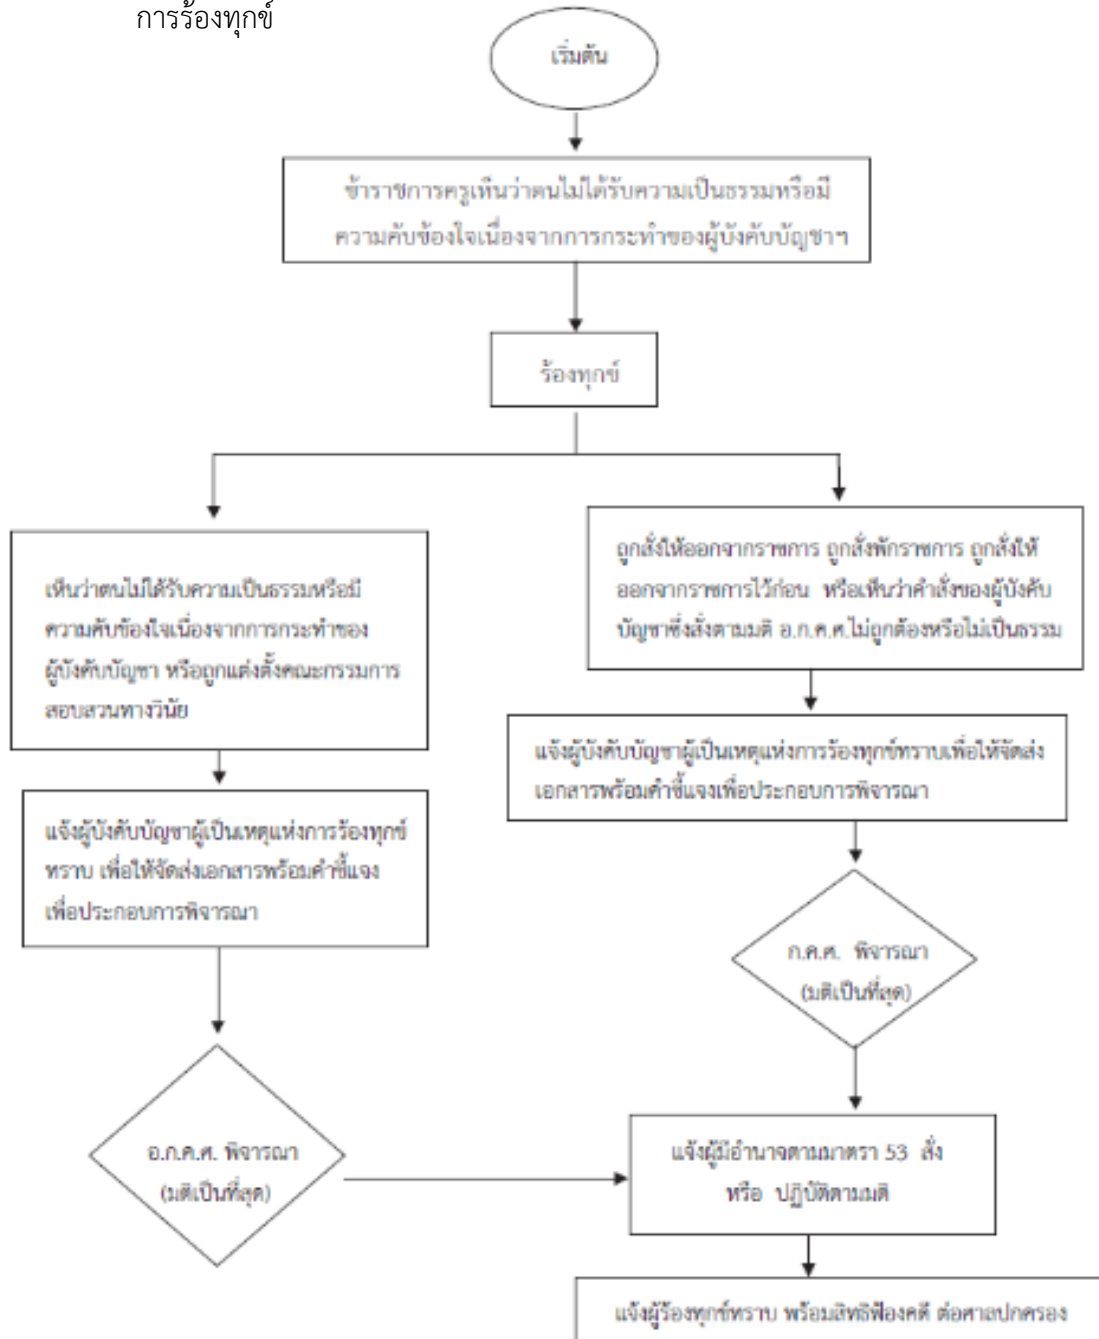 การร้องทุกข์
เริ่มต้น
ข้าราชการครูเห็นว่าตนไม่ได้รับความเป็นธรรมหรือมี
ความคับข้องใจเนื่องจากการกระทำของผู้บังคับบัญชาฯ
ร้องทุกข์
เห็นว่าตนไม่ได้รับความเป็นธรรมหรือมี
ความคับข้องใจเนื่องจากการกระทำของ
ผู้บังคับบัญชา หรือถูกแต่งตั้งคณะกรรมการ
สอบสวนทางวินัย
แจ้งผู้บังคับบัญชาผู้เป็นเหตุแห่งการร้องทุกข์
ทราบ เพื่อให้จัดส่งเอกสารพร้อมคำชี้แจง
เพื่อประกอบการพิจารณา
อ.ก.ค.ศ. พิจารณา
(มติเป็นที่สุด)
ถูกสั่งให้ออกจากราชการ ถูกสั่งพักราชการ ถูกสั่งให้
ออกจากราชการไว้ก่อน หรือเห็นว่าคำสั่งของผู้บังคับ
บัญชาซึ่งสั่งตามมติ อ.ก.ค.ศ.ไม่ถูกต้องหรือไม่เป็นธรรม
แจ้งผู้บังคับบัญชาผู้เป็นเหตุแห่งการร้องทุกข์ทราบเพื่อให้จัดส่ง
เอกสารพร้อมคำชี้แจงเพื่อประกอบการพิจารณา
ก.ค.ศ. พิจารณา
(มติเป็นที่สุด)
แจ้งผู้มีอำนาจตามมาตรา 53 สั่ง
หรือ ปฏิบัติตามมติ
แจ้งผู้ร้องทุกข์ทราบ พร้อมสิทธิฟ้องคดี ต่อศาลปกครอง